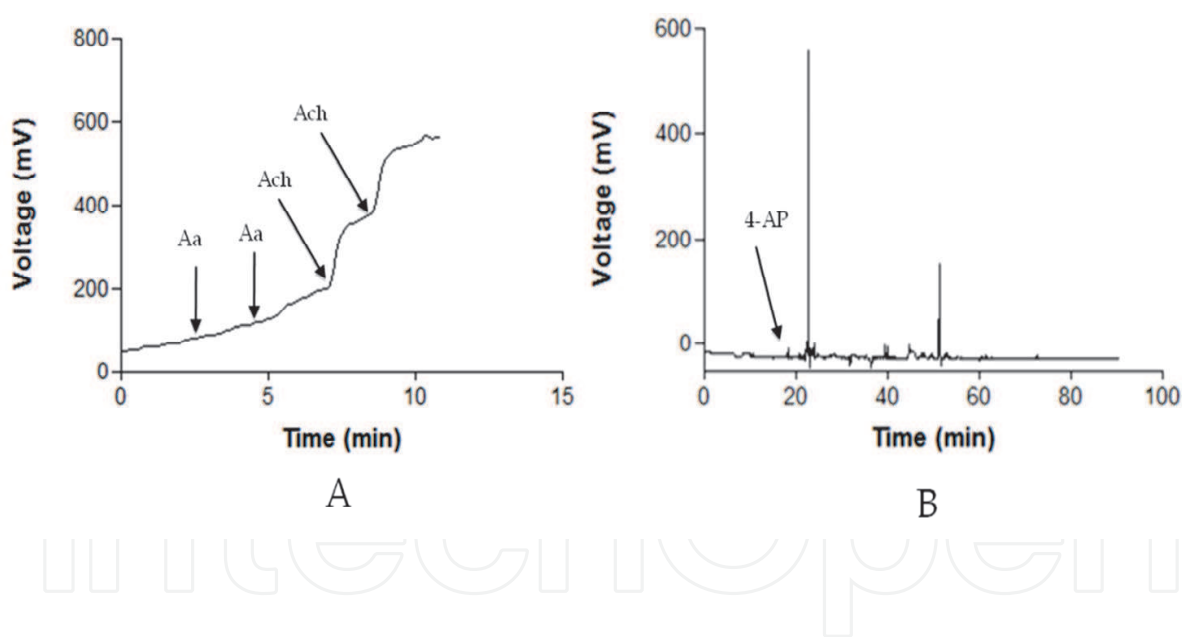 800
600
400
200
0
Voltage (mV)
Aa
Aa
Ach
Ach
0 5 10 15
Time (min)
A
600
400
200
0
Voltage (mV)
4-AP
0 20 40 60 80 100
Time (min)
B
intechopen